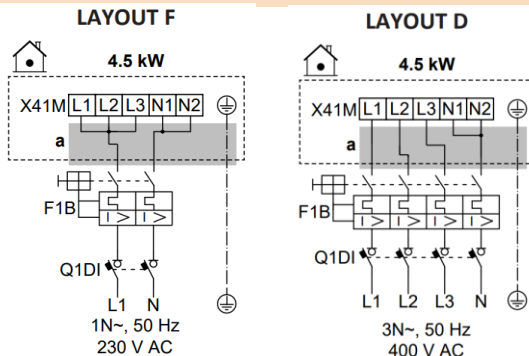 LAYOUT F
4.5 kW
X41M L1 L2 L3 N1 N2
a
F1B
I > I >
Q1DI
L1 N
1N~, 50 Hz
230 V AC
LAYOUT D
4.5 kW
X41M L1 L2 L3 N1 N2
a
F1B
I > I > I > I >
Q1DI
L1 L2 L3 N
3N~, 50 Hz
400 V AC